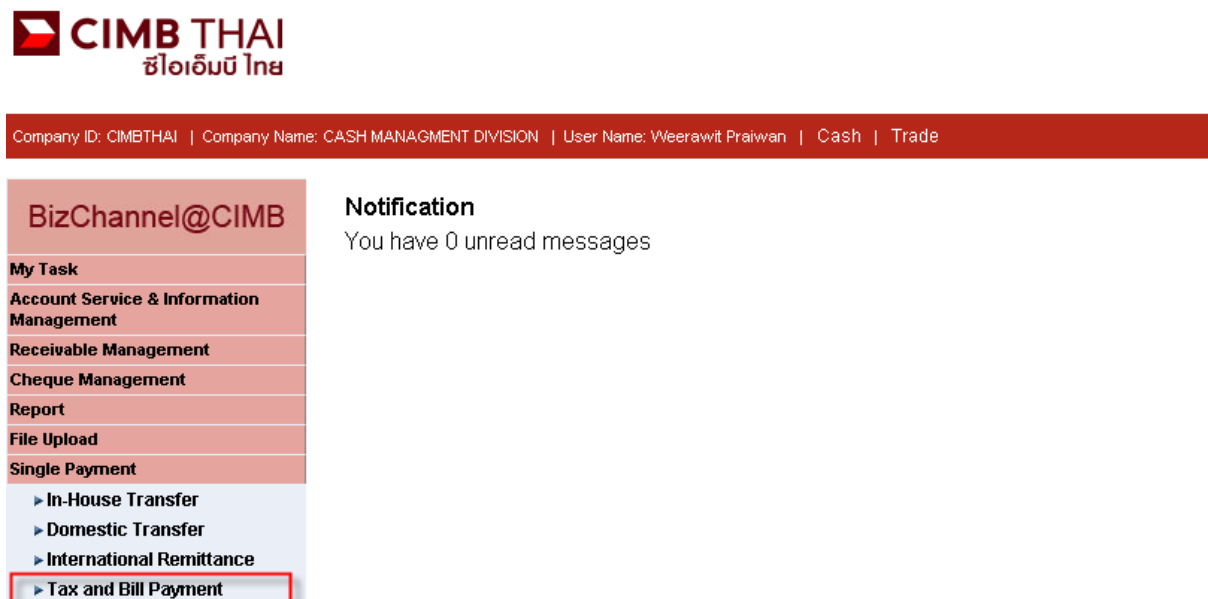 CIMB THAI
ซีไอเอ็มบี ไทย
Company ID: CIMBTHAI | Company Name: CASH MANAGMENT DIVISION | User Name: Weerawit Praiwan | Cash | Trade
BizChannel@CIMB
Notification
You have 0 unread messages
My Task
Account Service & Information
Management
Receivable Management
Cheque Management
Report
File Upload
Single Payment
In-House Transfer
Domestic Transfer
International Remittance
Tax and Bill Payment